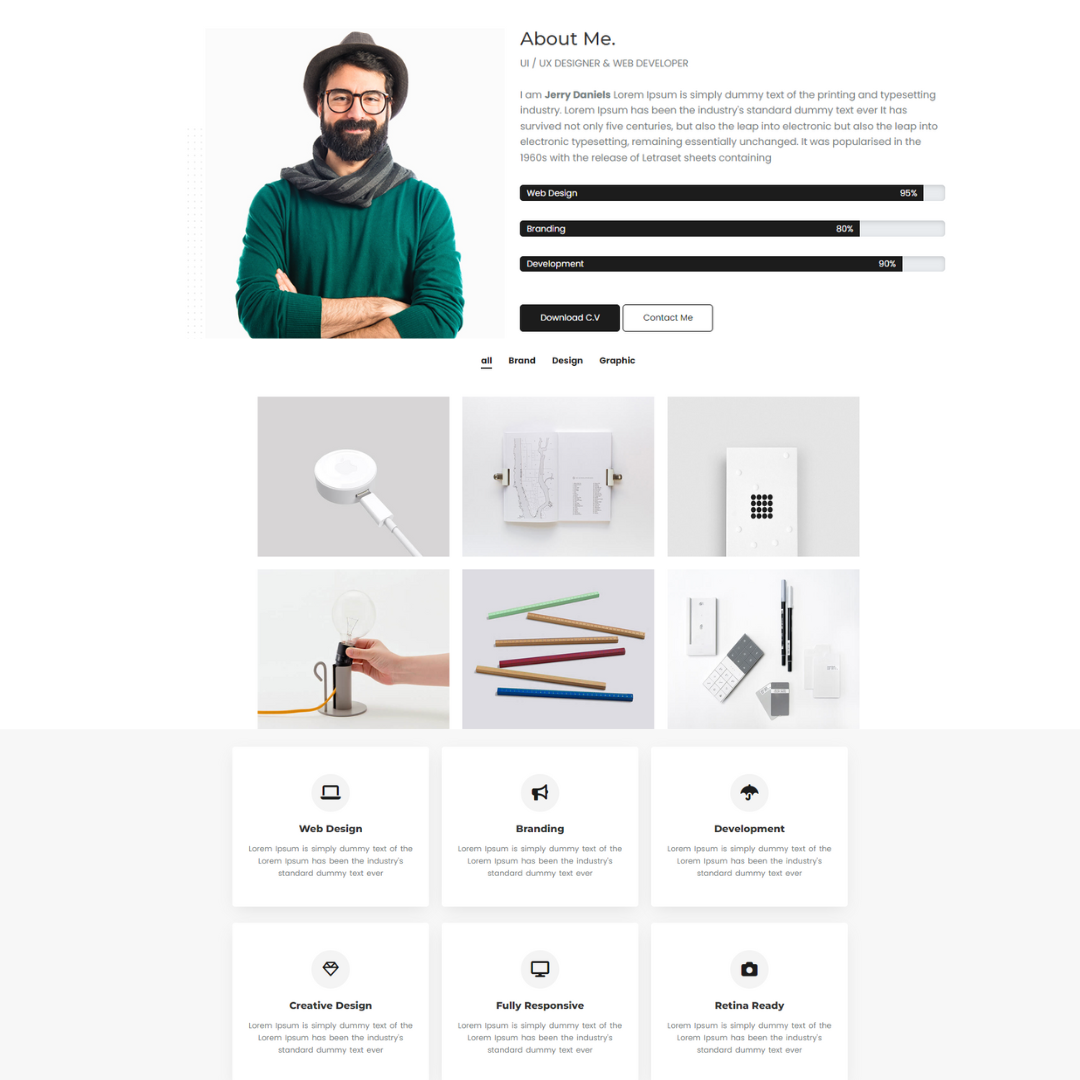 About Me.
UI / UX DESIGNER & WEB DEVELOPER
I am Jerry Daniels Lorem Ipsum is simply dummy text of the printing and typesetting
industry. Lorem Ipsum has been the industry's standard dummy text ever It has
survived not only five centuries, but also the leap into electronic but also the leap into
electronic typesetting, remaining essentially unchanged. It was popularised in the
1960s with the release of Letraset sheets containing
Web Design 95%
Branding 80%
Development 90%
Download C.V Contact Me
all Brand Design Graphic
Web Design
Lorem Ipsum is simply dummy text of the
Lorem Ipsum has been the industry's
standard dummy text ever
Branding
Lorem Ipsum is simply dummy text of the
Lorem Ipsum has been the industry's
standard dummy text ever
Development
Lorem Ipsum is simply dummy text of the
Lorem Ipsum has been the industry's
standard dummy text ever
Creative Design
Lorem Ipsum is simply dummy text of the
Lorem Ipsum has been the industry's
standard dummy text ever
Fully Responsive
Lorem Ipsum is simply dummy text of the
Lorem Ipsum has been the industry's
standard dummy text ever
Retina Ready
Lorem Ipsum is simply dummy text of the
Lorem Ipsum has been the industry's
standard dummy text ever